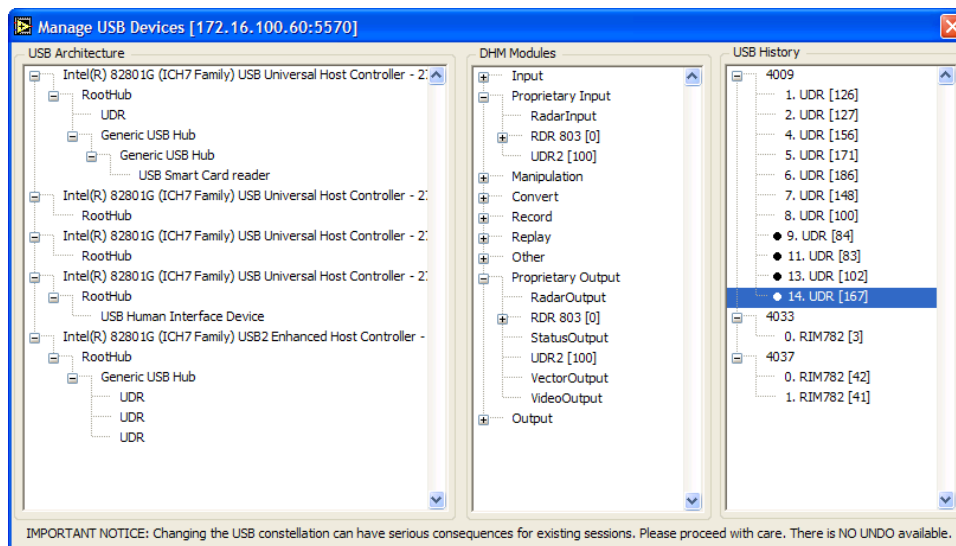 Manage USB Devices [172.16.100.60:5570]
USB Architecture
Intel(R) 82801G (ICH7 Family) USB Universal Host Controller - 2
RootHub
UDR
Generic USB Hub
Generic USB Hub
USB Smart Card reader
Intel(R) 82801G (ICH7 Family) USB Universal Host Controller - 2
RootHub
Intel(R) 82801G (ICH7 Family) USB Universal Host Controller - 2
RootHub
Intel(R) 82801G (ICH7 Family) USB Universal Host Controller - 2
RootHub
USB Human Interface Device
Intel(R) 82801G (ICH7 Family) USB2 Enhanced Host Controller -
RootHub
Generic USB Hub
UDR
UDR
UDR
DHM Modules
Input
Proprietary Input
RadarInput
RDR 803 [0]
UDR2 [100]
Manipulation
Convert
Record
Replay
Other
Proprietary Output
RadarOutput
RDR 803 [0]
StatusOutput
UDR2 [100]
VectorOutput
VideoOutput
Output
USB History
4009
1. UDR [126]
2. UDR [127]
4. UDR [156]
5. UDR [171]
6. UDR [186]
7. UDR [148]
8. UDR [100]
9. UDR [84]
11. UDR [83]
13. UDR [102]
14. UDR [167]
4033
0. RIM782 [3]
4037
0. RIM782 [42]
1. RIM782 [41]
IMPORTANT NOTICE: Changing the USB constellation can have serious consequences for existing sessions. Please proceed with care. There is NO UNDO available.